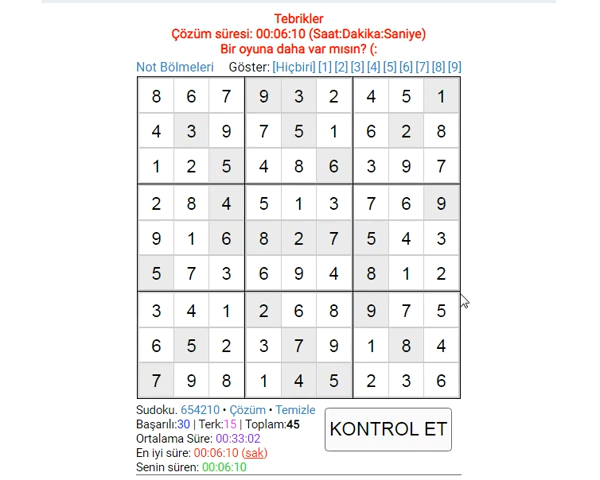 Tebrikler
Çözüm süresi: 00:06:10 (Saat:Dakika:Saniye)
Bir oyuna daha var mısın? (:
Not Bölmeleri Göster: [Hiçbiri] [1] [2] [3] [4] [5] [6] [7] [8] [9]
8 6 7 9 3 2 4 5 1
4 3 9 7 5 1 6 2 8
1 2 5 4 8 6 3 9 7
2 8 4 5 1 3 7 6 9
9 1 6 8 2 7 5 4 3
5 7 3 6 9 4 8 1 2
3 4 1 2 6 8 9 7 5
6 5 2 3 7 9 1 8 4
7 9 8 1 4 5 2 3 6
Sudoku. 654210 • Çözüm • Temizle
Başarılı:30 | Terk:15 | Toplam:45
Ortalama Süre: 00:33:02
En iyi süre: 00:06:10 (sak)
Senin süren: 00:06:10
KONTROL ET